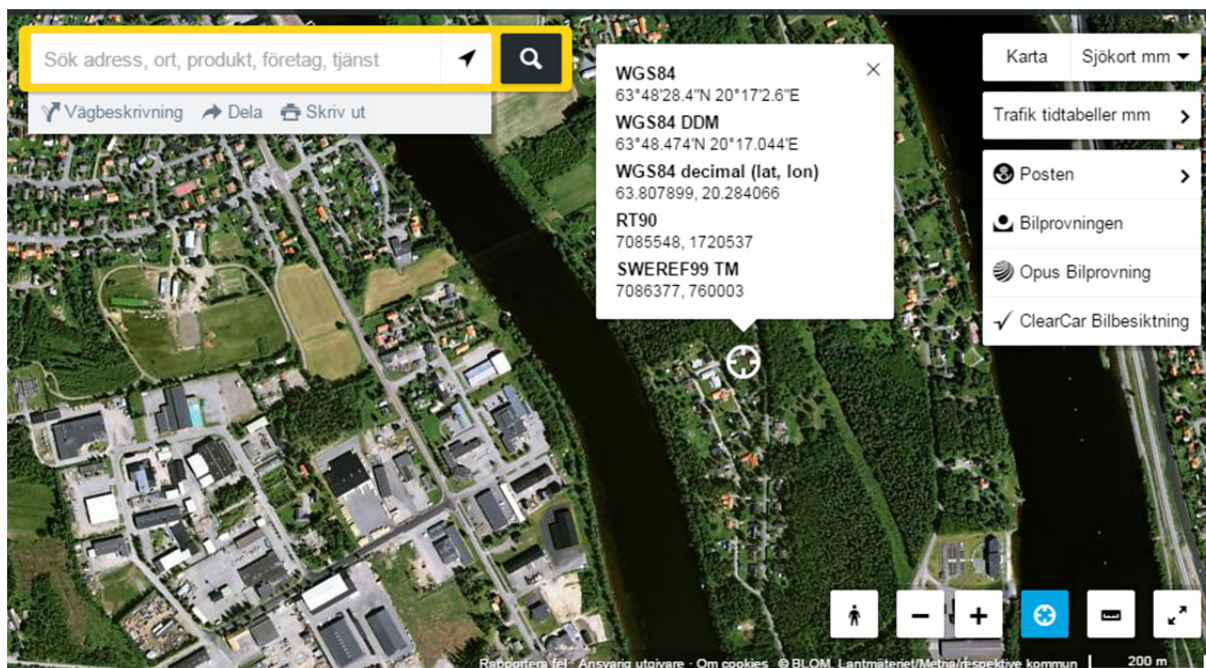 Sök adress, ort, produkt, företag, tjänst
Vägbeskrivning Dela Skriv ut
WGS84
63°48'28.4"N 20°17'2.6"E
WGS84 DDM
63°48.474'N 20°17.044'E
WGS84 decimal (lat, lon)
63.807899, 20.284066
RT90
7085548, 1720537
SWEREF99 TM
7086377, 760003
Karta Sjökort mm
Trafik tidtabeller mm
Posten
Bilprovningen
Opus Bilprovning
ClearCar Bilbesiktning
Rapportera fel - Ansvarig utgivare - Om cookies © BLOM, Lantmäteriet/Metria/respektive kommun 200 m